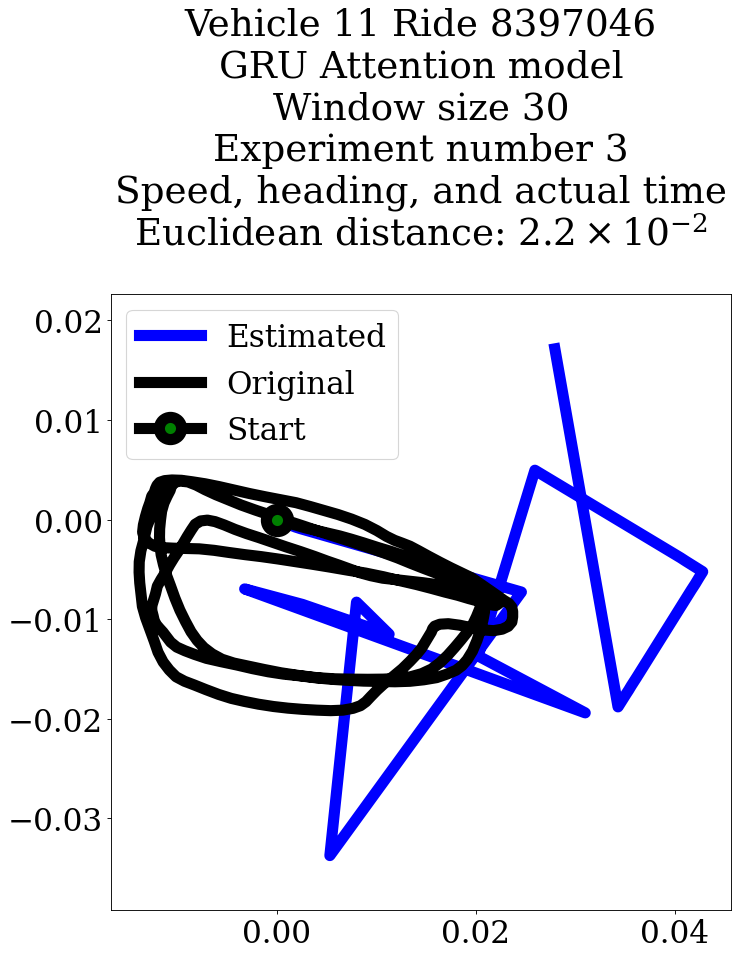 Vehicle 11 Ride 8397046
GRU Attention model
Window size 30
Experiment number 3
Speed, heading, and actual time
Euclidean distance: 2.2 × 10⁻²
Estimated
Original
Start
0.02
0.01
0.00
−0.01
−0.02
−0.03
0.00 0.02 0.04